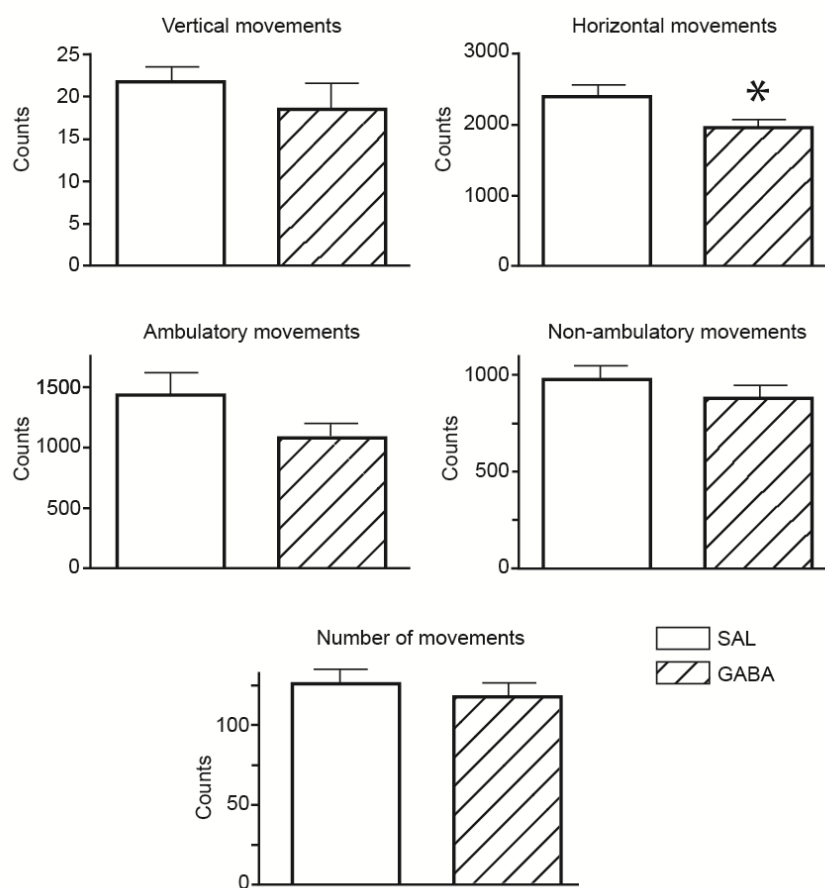 Vertical movements
25
20
15
10
5
0
Counts
Horizontal movements
3000
2000
1000
0
Counts
*
Ambulatory movements
1500
1000
500
0
Counts
Non-ambulatory movements
1000
500
0
Counts
Number of movements
100
50
0
Counts
SAL
GABA